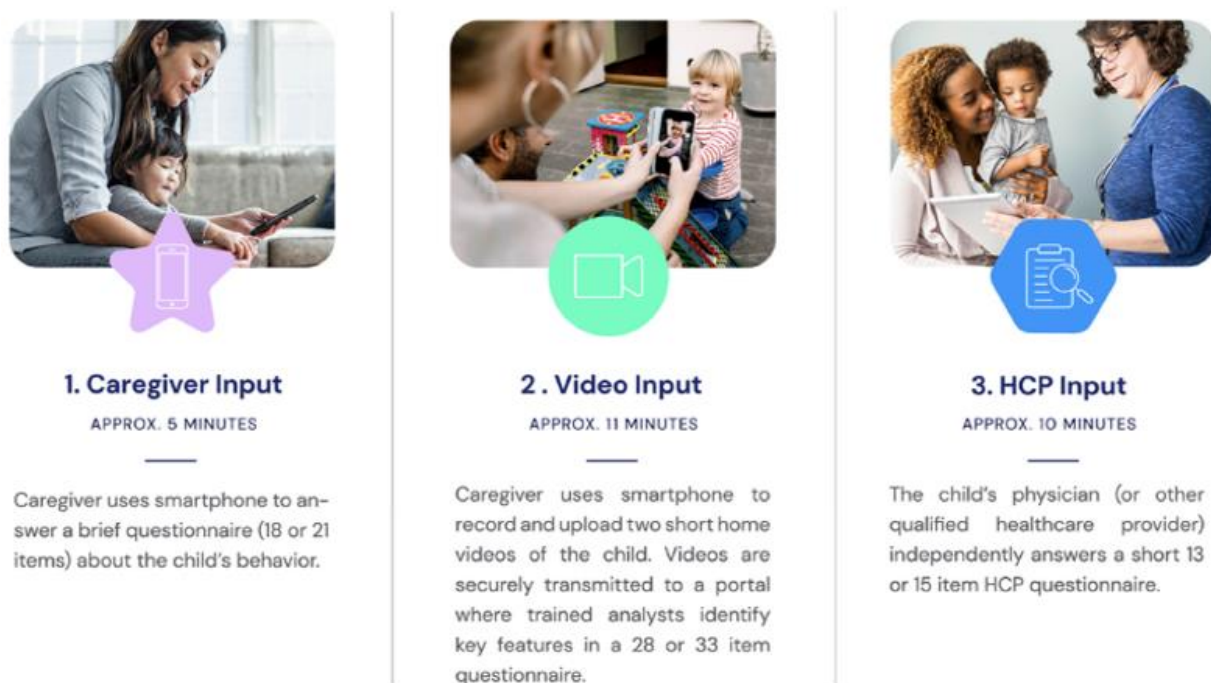 1. Caregiver Input
APPROX. 5 MINUTES
Caregiver uses smartphone to an-
swer a brief questionnaire (18 or 21
items) about the child's behavior.
2 . Video Input
APPROX. 11 MINUTES
Caregiver uses smartphone to
record and upload two short home
videos of the child. Videos are
securely transmitted to a portal
where trained analysts identify
key features in a 28 or 33 item
questionnaire.
3. HCP Input
APPROX. 10 MINUTES
The child's physician (or other
qualified healthcare provider)
independently answers a short 13
or 15 item HCP questionnaire.